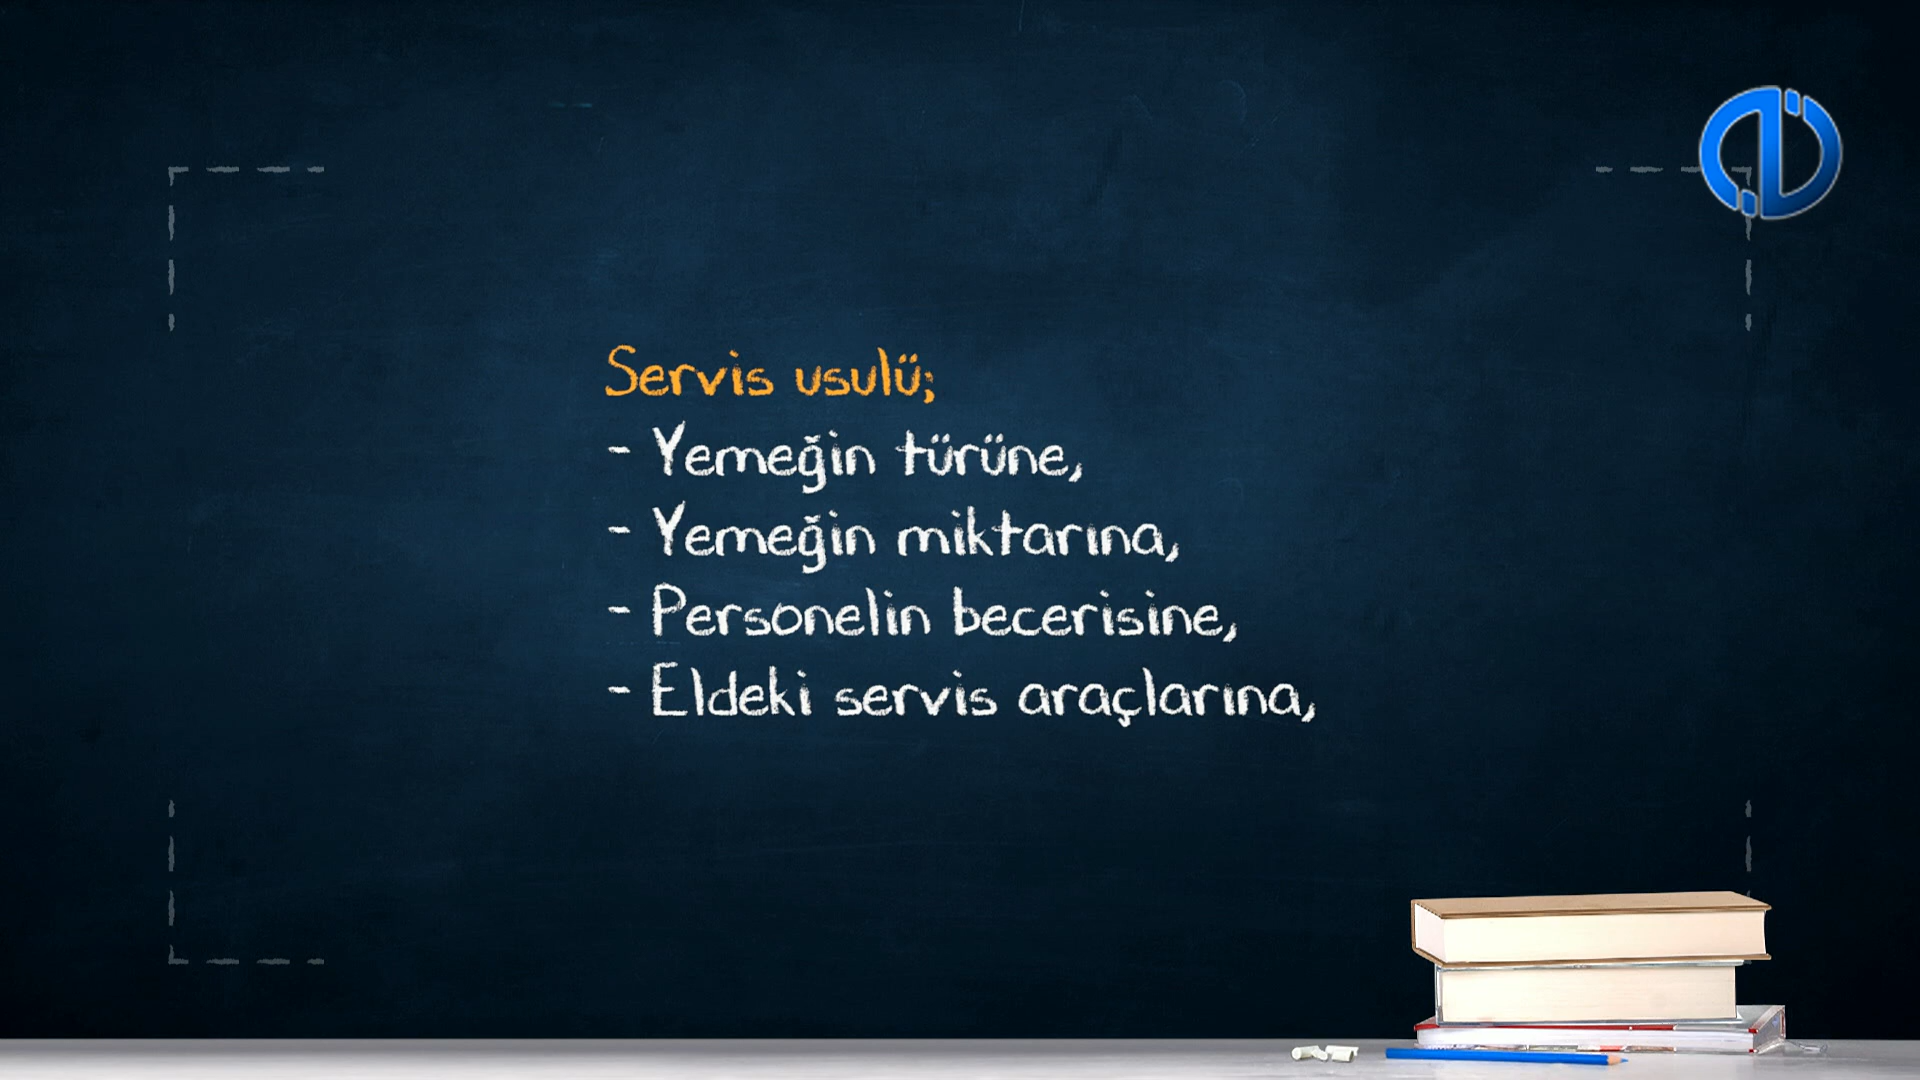 Servis usulü;
- Yemeğin türüne,
- Yemeğin miktarına,
- Personelin becerisine,
- Eldeki servis araçlarına,